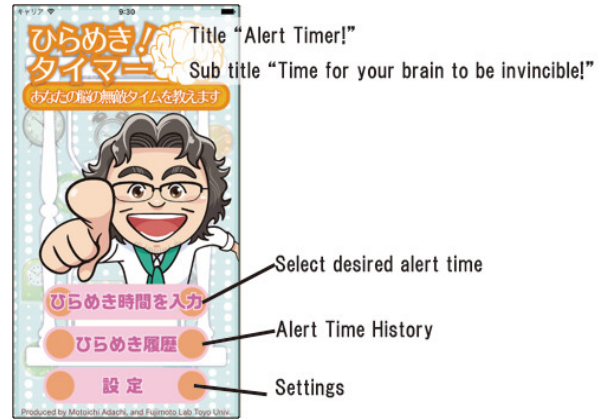 キャリア 9:30
ひらめき!
タイマー
あなたの脳の無敵タイムを教えます
Title “Alert Timer!”
Sub title “Time for your brain to be invincible!”
ひらめき時間を入力
Select desired alert time
ひらめき履歴
Alert Time History
設定
Settings
Produced by Motoichi Adachi, and Fujimoto Lab Toyo Univ.